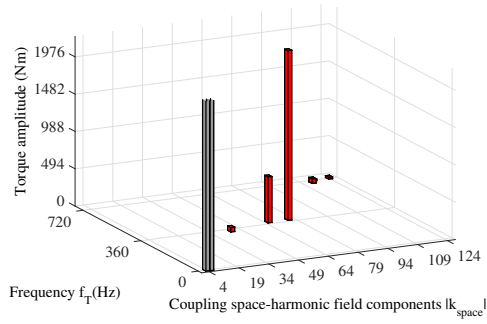 1976
1482
988
494
0
Torque amplitude (Nm)
720
360
0
Frequency f_T(Hz)
4 19 34 49 64 79 94 109 124
Coupling space-harmonic field components |k_space|